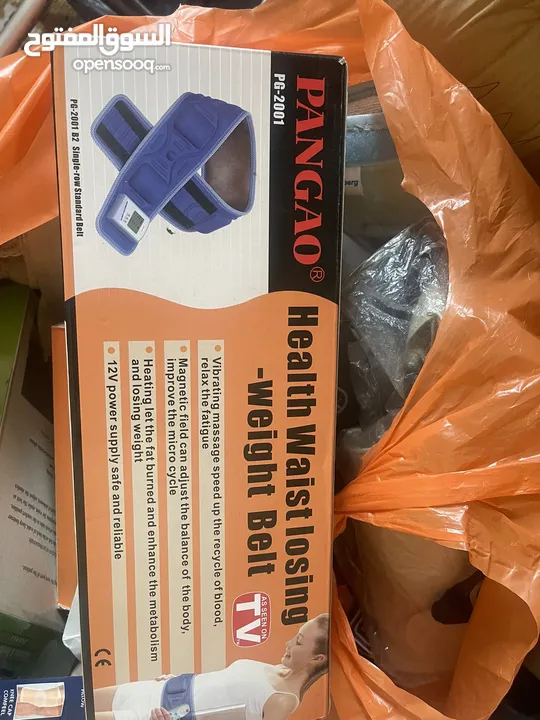 السوق المفتوح
opensooq.com
PANGAO®
PG-2001
PG-2001 B2 Single-row Standard Belt
Health Waist losing
-weight Belt
• Vibrating massage speed up the recycle of blood,
relax the fatigue
• Magnetic field can adjust the balance of the body,
improve the micro cycle
• Heating let the fat burned and enhance the metabolism
and losing weight
• 12V power supply safe and reliable
AS SEEN ON
TV
CE
KNEE CAP